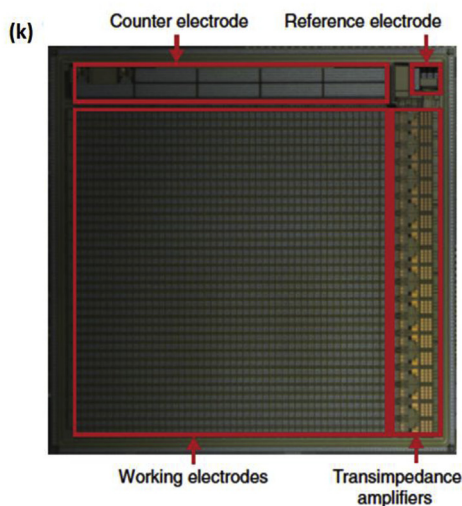 (k)
Counter electrode
Reference electrode
Working electrodes
Transimpedance
amplifiers